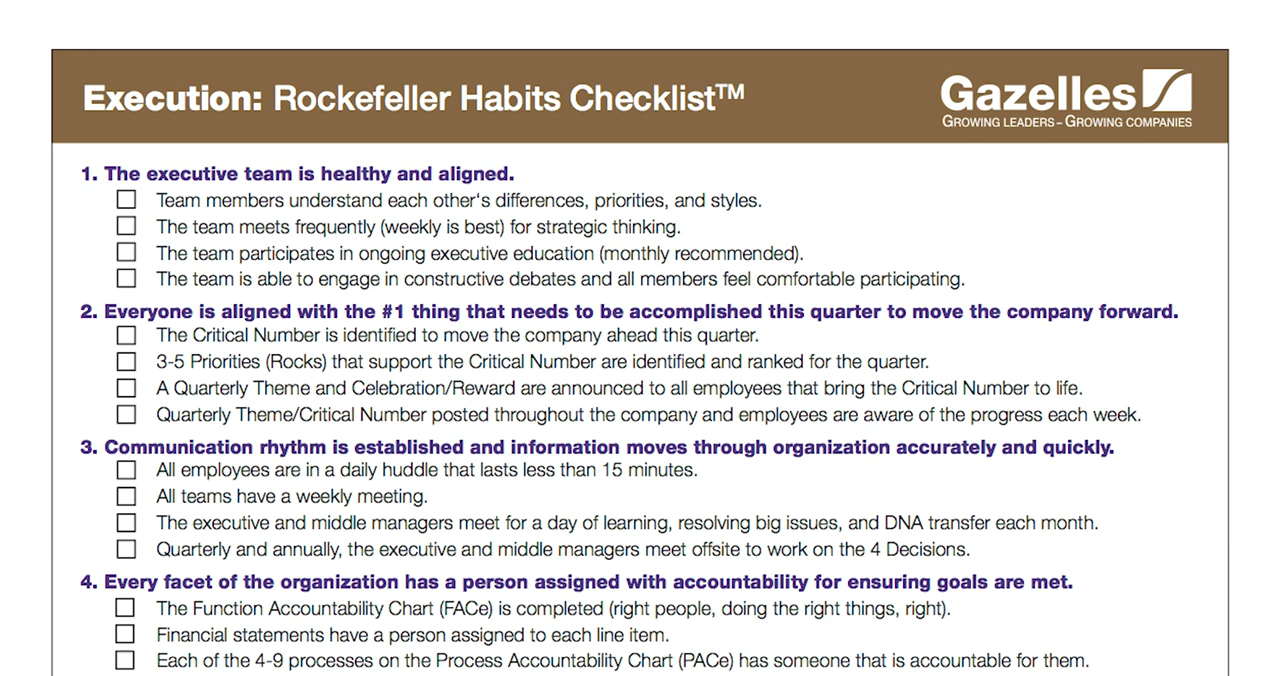 Execution: Rockefeller Habits Checklist™
Gazelles
GROWING LEADERS – GROWING COMPANIES
1. The executive team is healthy and aligned.
Team members understand each other‘s differences, priorities, and styles.
The team meets frequently (weekly is best) for strategic thinking.
The team participates in ongoing executive education (monthly recommended).
The team is able to engage in constructive debates and all members feel comfortable participating.
2. Everyone is aligned with the #1 thing that needs to be accomplished this quarter to move the company forward.
The Critical Number is identified to move the company ahead this quarter.
3-5 Priorities (Rocks) that support the Critical Number are identified and ranked for the quarter.
A Quarterly Theme and Celebration/Reward are announced to all employees that bring the Critical Number to life.
Quarterly Theme/Critical Number posted throughout the company and employees are aware of the progress each week.
3. Communication rhythm is established and information moves through organization accurately and quickly.
All employees are in a daily huddle that lasts less than 15 minutes.
All teams have a weekly meeting.
The executive and middle managers meet for a day of learning, resolving big issues, and DNA transfer each month.
Quarterly and annually, the executive and middle managers meet offsite to work on the 4 Decisions.
4. Every facet of the organization has a person assigned with accountability for ensuring goals are met.
The Function Accountability Chart (FACe) is completed (right people, doing the right things, right).
Financial statements have a person assigned to each line item.
Each of the 4-9 processes on the Process Accountability Chart (PACe) has someone that is accountable for them.